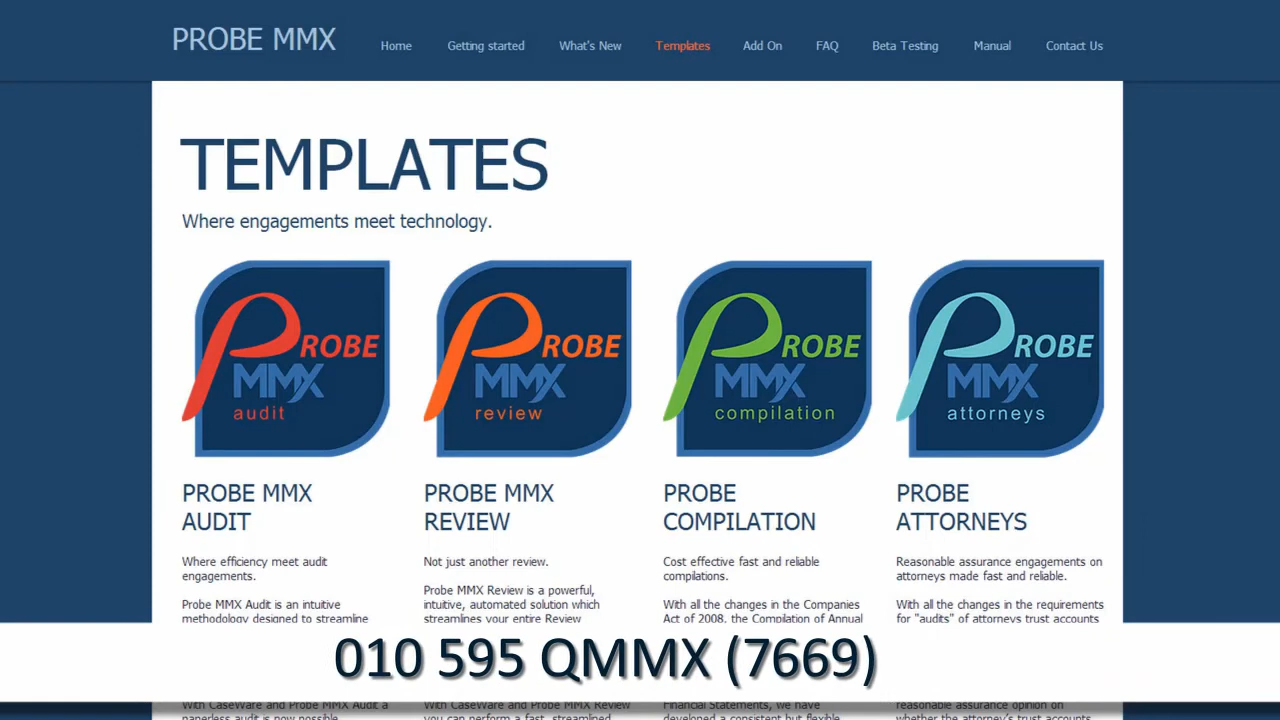 PROBE MMX
Home Getting started What's New Templates Add On FAQ Beta Testing Manual Contact Us
TEMPLATES
Where engagements meet technology.
PROBE
MMX
audit
PROBE
MMX
review
PROBE
MMX
compilation
PROBE
MMX
attorneys
PROBE MMX
AUDIT
Where efficiency meet audit
engagements.
Probe MMX Audit is an intuitive
methodology designed to streamline
PROBE MMX
REVIEW
Not just another review.
Probe MMX Review is a powerful,
intuitive, automated solution which
streamlines your entire Review
PROBE
COMPILATION
Cost effective fast and reliable
compilations.
With all the changes in the Companies
Act of 2008, the Compilation of Annual
PROBE
ATTORNEYS
Reasonable assurance engagements on
attorneys made fast and reliable.
With all the changes in the requirements
for "audits" of attorneys trust accounts
010 595 QMMX (7669)
With CaseWare and Probe MMX Audit a
paperless audit is now possible.
With CaseWare and Probe MMX Review
you can perform a fast, streamlined
Financial Statements, we have
developed a consistent but flexible
reasonable assurance opinion on
whether the attorney's trust accounts